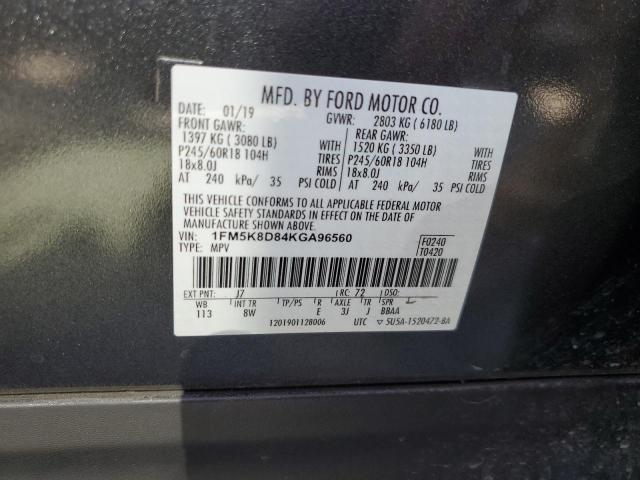 MFD. BY FORD MOTOR CO.
DATE: 01/19 GVWR: 2803 KG ( 6180 LB)
FRONT GAWR: REAR GAWR:
1397 KG ( 3080 LB) WITH 1520 KG ( 3350 LB) WITH
P245/60R18 104H TIRES P245/60R18 104H TIRES
18x8.0J RIMS 18x8.0J RIMS
AT 240 kPa/ 35 PSI COLD AT 240 kPa/ 35 PSI COLD
THIS VEHICLE CONFORMS TO ALL APPLICABLE FEDERAL MOTOR
VEHICLE SAFETY STANDARDS IN EFFECT ON THE DATE OF
MANUFACTURE SHOWN ABOVE.
VIN: 1FM5K8D84KGA96560 F0240
TYPE: MPV T0420
EXT PNT: J7 RC: 72 DSO:
WB INT TR TP/PS R AXLE TR SPR
113 8W E 3J J BBAA
1201901128006 UTC ▽ 5U5A-1520472-BA